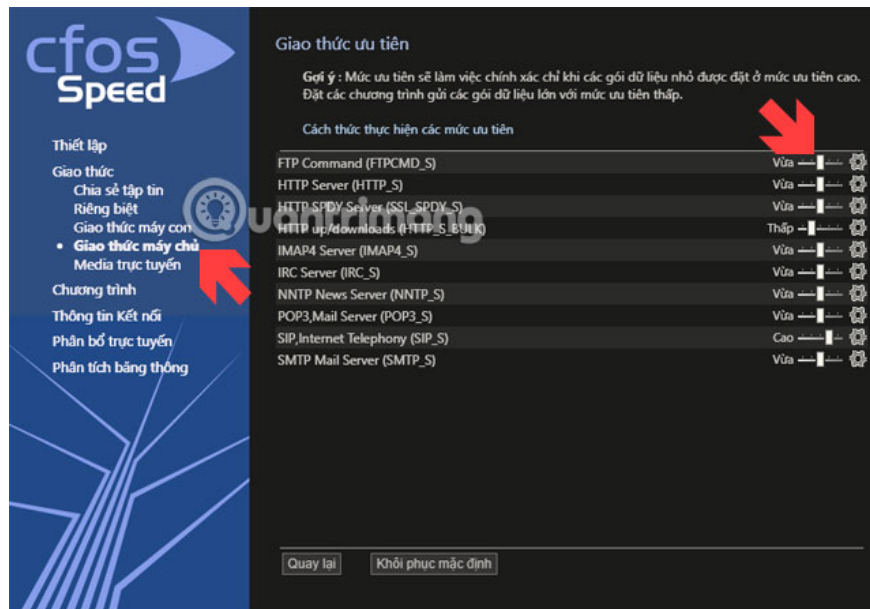 cfos
Speed
Thiết lập
Giao thức
Chia sẻ tập tin
Riêng biệt
Giao thức máy con
• Giao thức máy chủ
Media trực tuyến
Chương trình
Thông tin Kết nối
Phân bổ trực tuyến
Phân tích băng thông
Giao thức ưu tiên
Gợi ý : Mức ưu tiên sẽ làm việc chính xác chỉ khi các gói dữ liệu nhỏ được đặt ở mức ưu tiên cao.
Đặt các chương trình gửi các gói dữ liệu lớn với mức ưu tiên thấp.
Cách thức thực hiện các mức ưu tiên
FTP Command (FTPCMD_S) Vừa
HTTP Server (HTTP_S) Vừa
HTTP SPDY Server (SSL_SPDY_S) Vừa
HTTP up/downloads (HTTP_S_BULK) Thấp
IMAP4 Server (IMAP4_S) Vừa
IRC Server (IRC_S) Vừa
NNTP News Server (NNTP_S) Vừa
POP3,Mail Server (POP3_S) Vừa
SIP,Internet Telephony (SIP_S) Cao
SMTP Mail Server (SMTP_S) Vừa
Quay lại Khôi phục mặc định
uantrimang